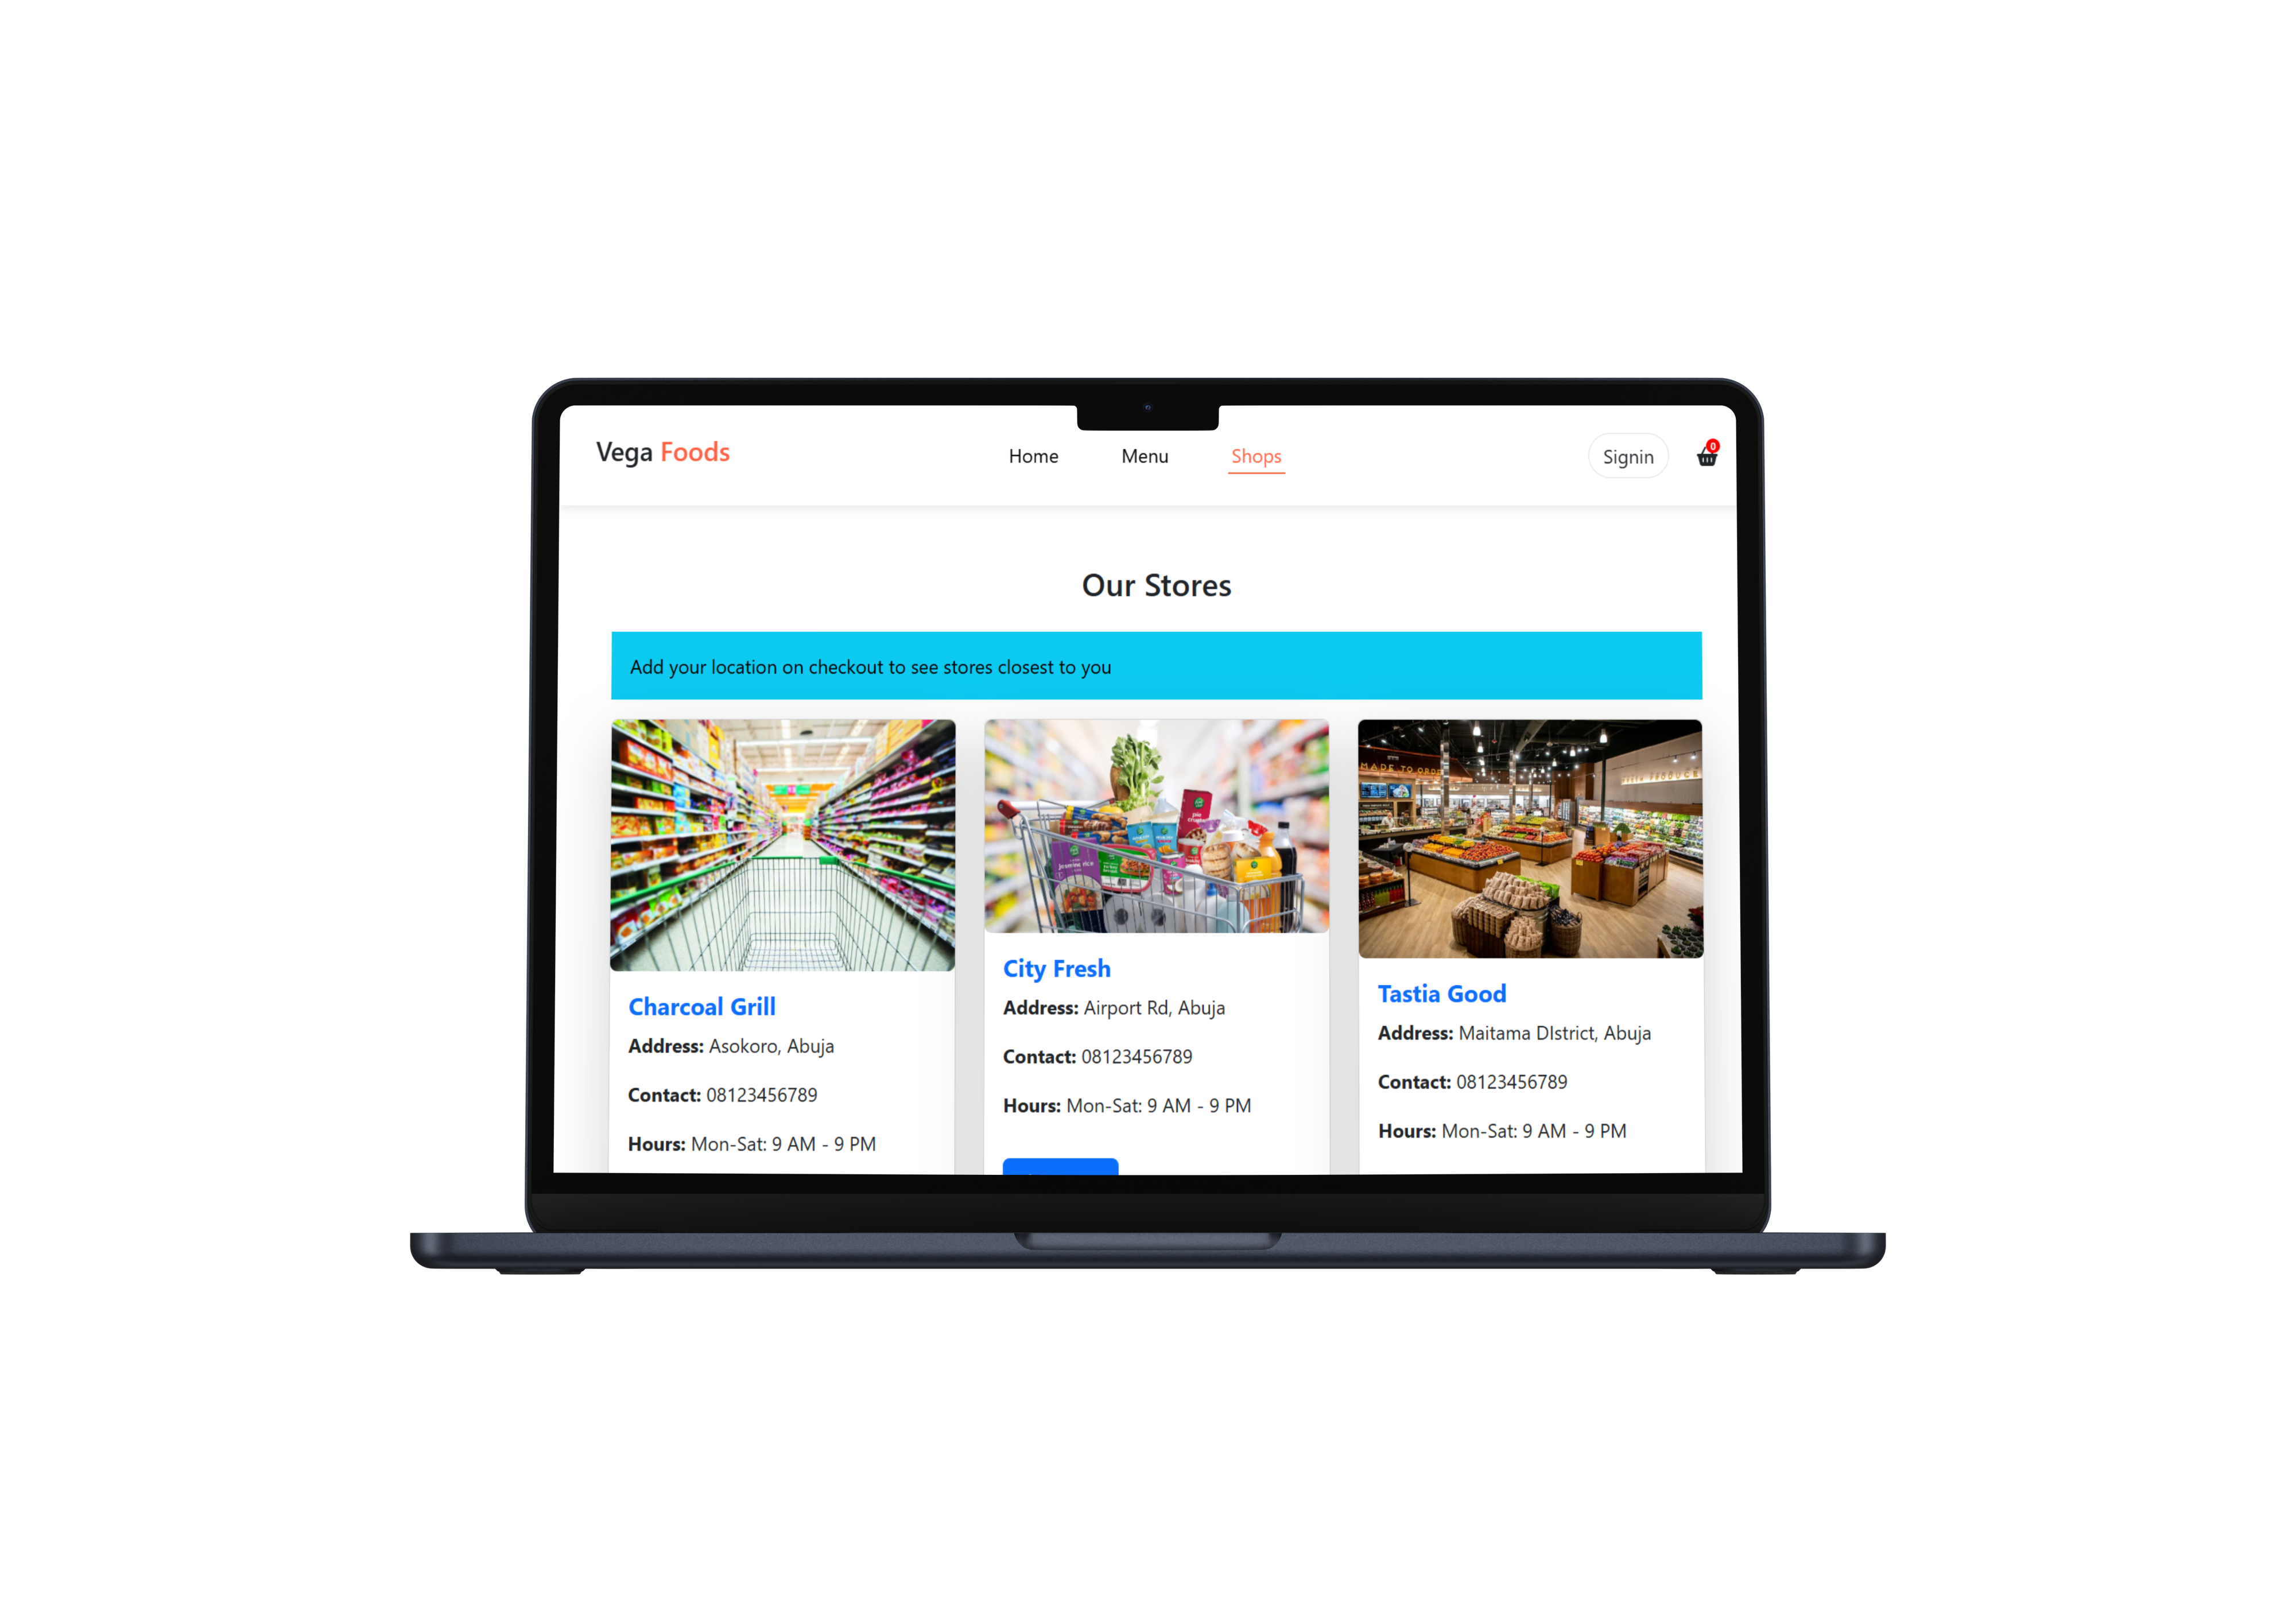 Vega Foods
Home
Menu
Shops
Signin
0
Our Stores
Add your location on checkout to see stores closest to you
MADE TO ORD
Charcoal Grill
Address: Asokoro, Abuja
Contact: 08123456789
Hours: Mon-Sat: 9 AM - 9 PM
City Fresh
Address: Airport Rd, Abuja
Contact: 08123456789
Hours: Mon-Sat: 9 AM - 9 PM
Tastia Good
Address: Maitama DIstrict, Abuja
Contact: 08123456789
Hours: Mon-Sat: 9 AM - 9 PM